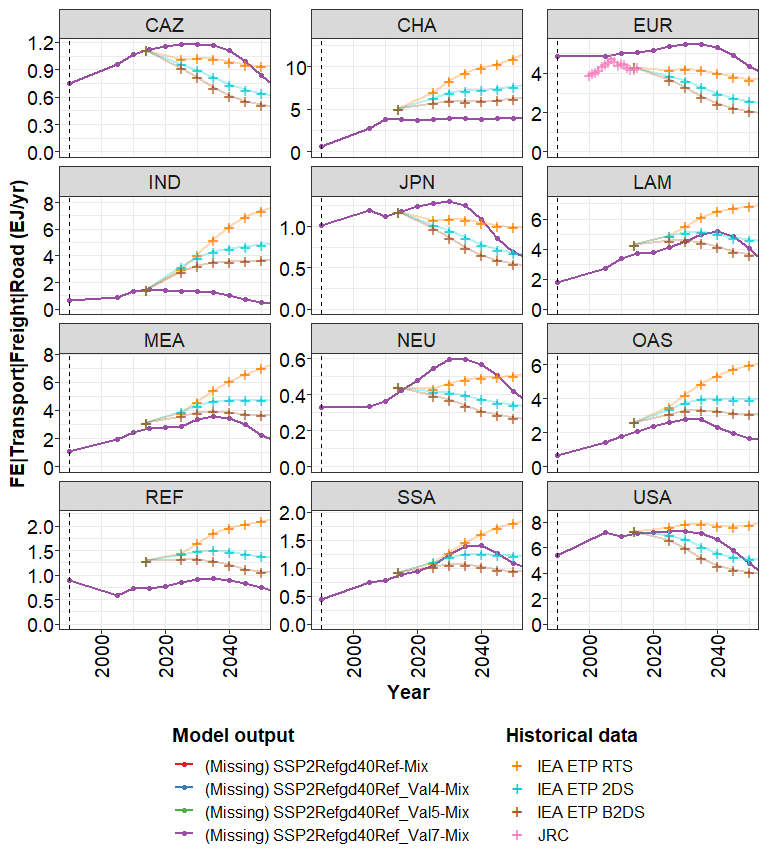 CAZ
CHA
EUR
1.2
0.9
0.6
0.3
0.0
10
5
0
4
2
0
IND
JPN
LAM
8
6
4
2
0
1.0
0.5
0.0
6
4
2
0
MEA
NEU
OAS
8
6
4
2
0
0.6
0.4
0.2
0.0
6
4
2
0
REF
SSA
USA
2.0
1.5
1.0
0.5
0.0
2.0
1.5
1.0
0.5
0.0
8
6
4
2
0
2000
2020
2040
2000
2020
2040
2000
2020
2040
FE|Transport|Freight|Road (EJ/yr)
Year
Model output
(Missing) SSP2Refgd40Ref-Mix
(Missing) SSP2Refgd40Ref_Val4-Mix
(Missing) SSP2Refgd40Ref_Val5-Mix
(Missing) SSP2Refgd40Ref_Val7-Mix
Historical data
IEA ETP RTS
IEA ETP 2DS
IEA ETP B2DS
JRC